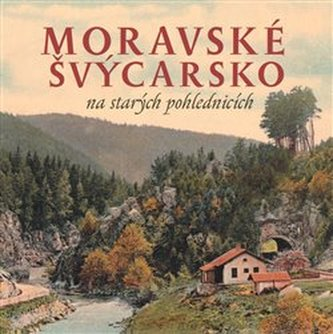 MORAVSKÉ
ŠVÝCARSKO
na starých pohlednicích